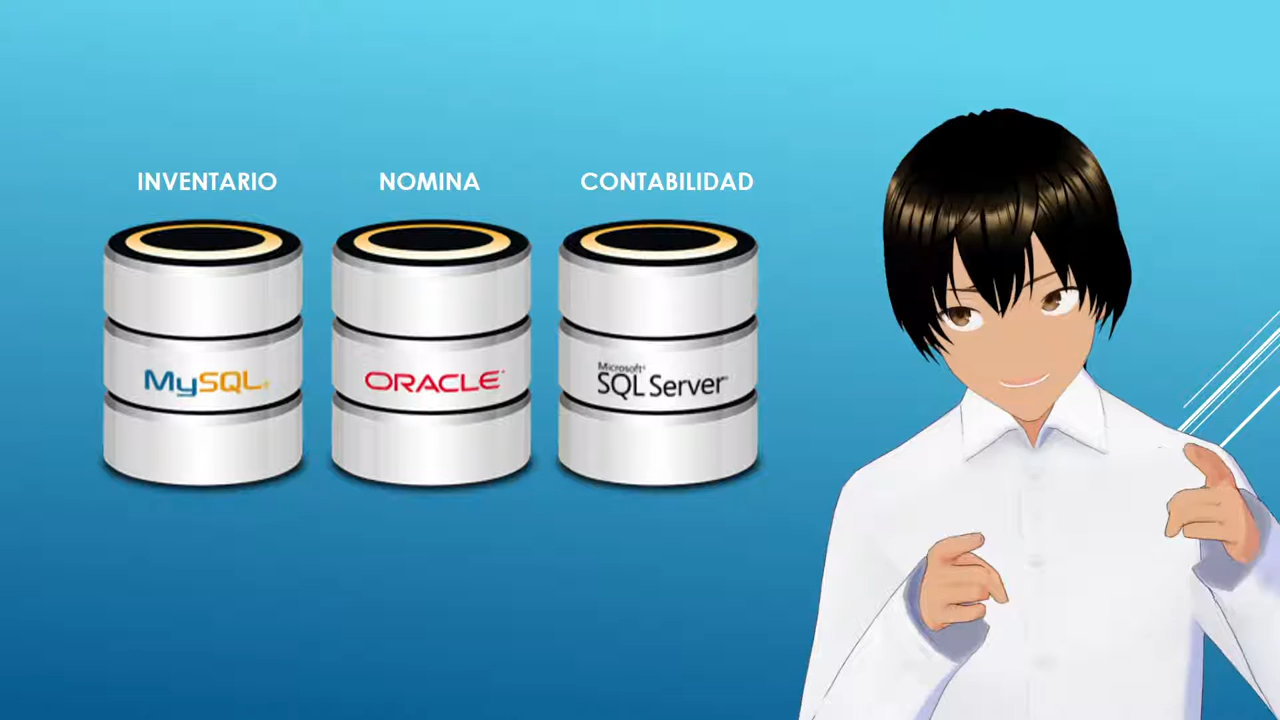 INVENTARIO
NOMINA
CONTABILIDAD
MySQL
ORACLE
Microsoft
SQL Server